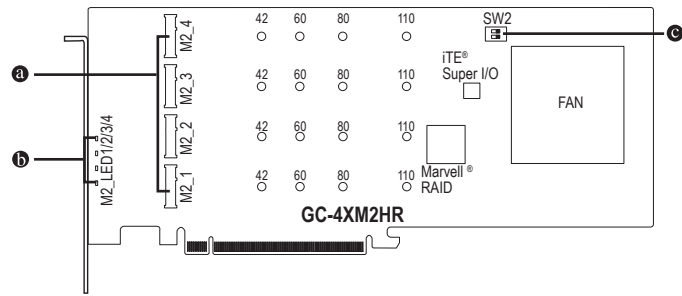 42 60 80 110
SW2
M2_4
a
c
iTE®
Super I/O
42 60 80 110
M2_3
FAN
42 60 80 110
M2_2
b
M2_LED1/2/3/4
Marvell ®
RAID
42 60 80 110
M2_1
GC-4XM2HR